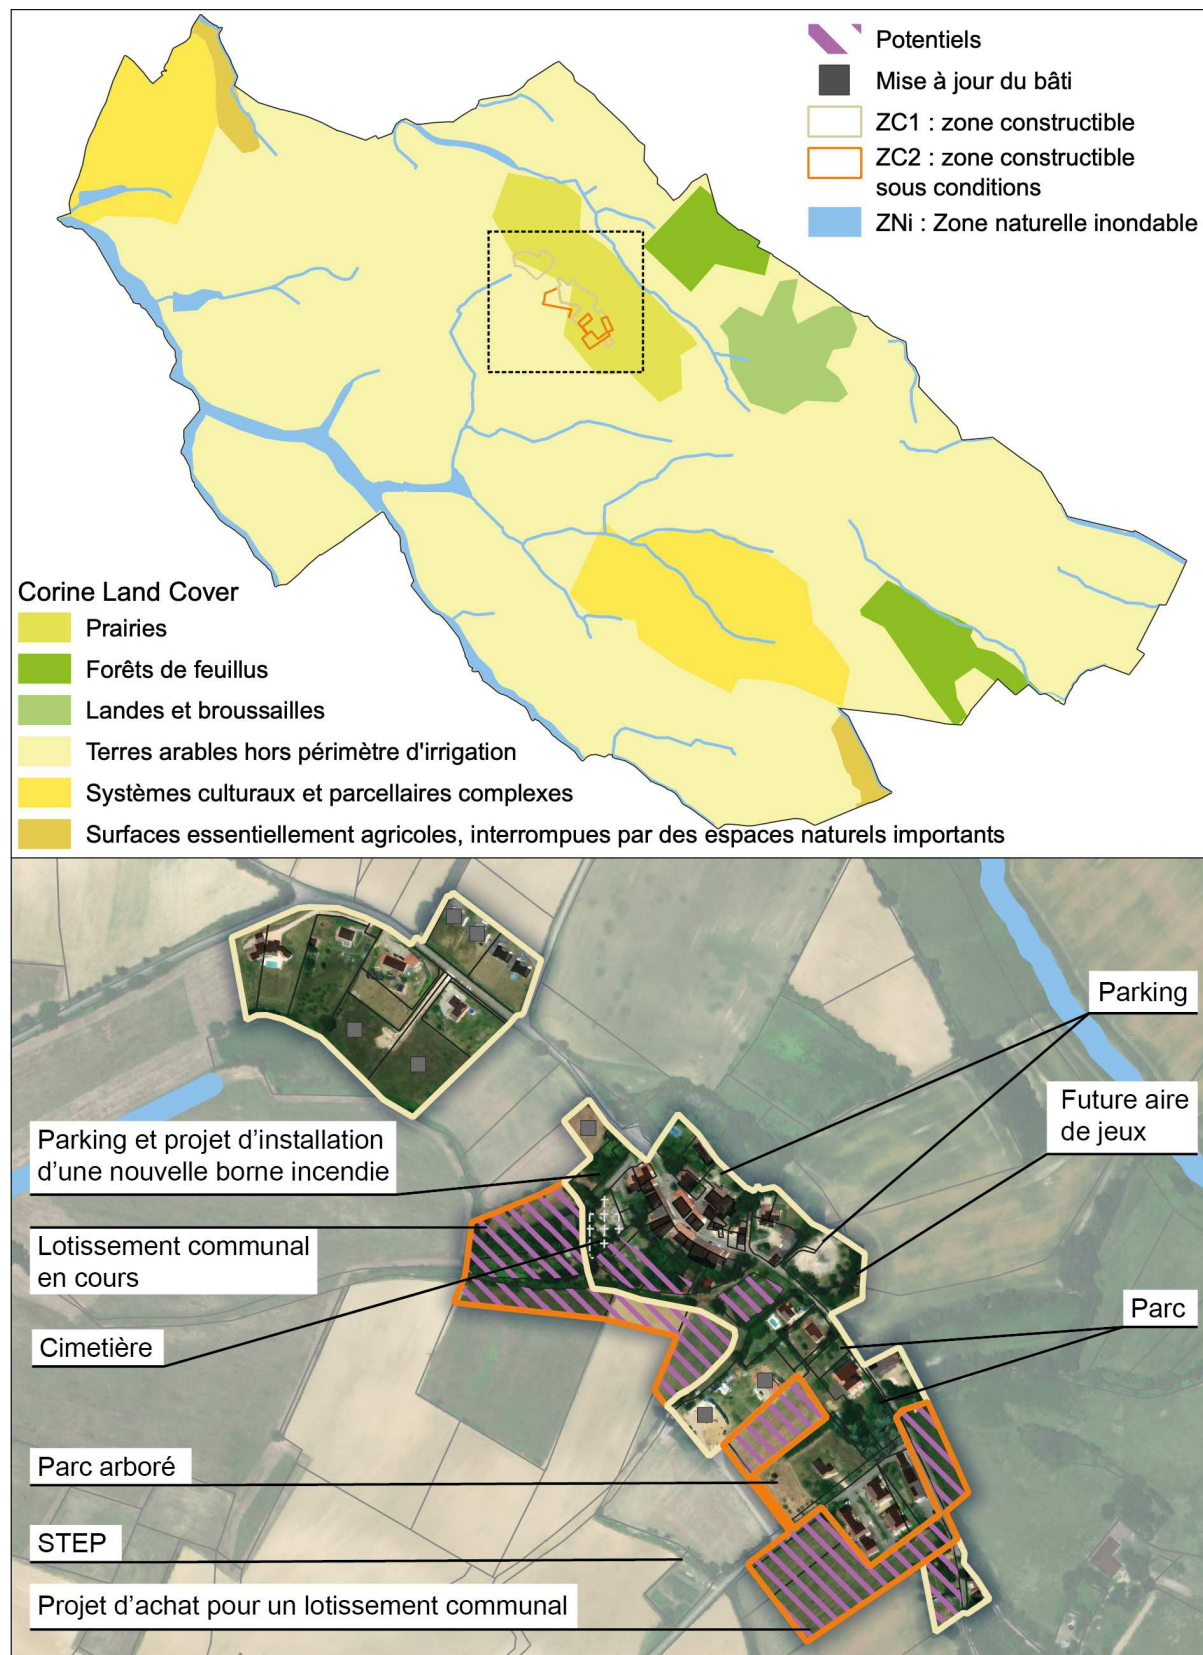 Potentiels
Mise à jour du bâti
ZC1 : zone constructible
ZC2 : zone constructible
sous conditions
ZNi : Zone naturelle inondable
Corine Land Cover
Prairies
Forêts de feuillus
Landes et broussailles
Terres arables hors périmètre d'irrigation
Systèmes culturaux et parcellaires complexes
Surfaces essentiellement agricoles, interrompues par des espaces naturels importants
Parking
Future aire
de jeux
Parking et projet d’installation
d’une nouvelle borne incendie
Lotissement communal
en cours
Parc
Cimetière
Parc arboré
STEP
Projet d’achat pour un lotissement communal